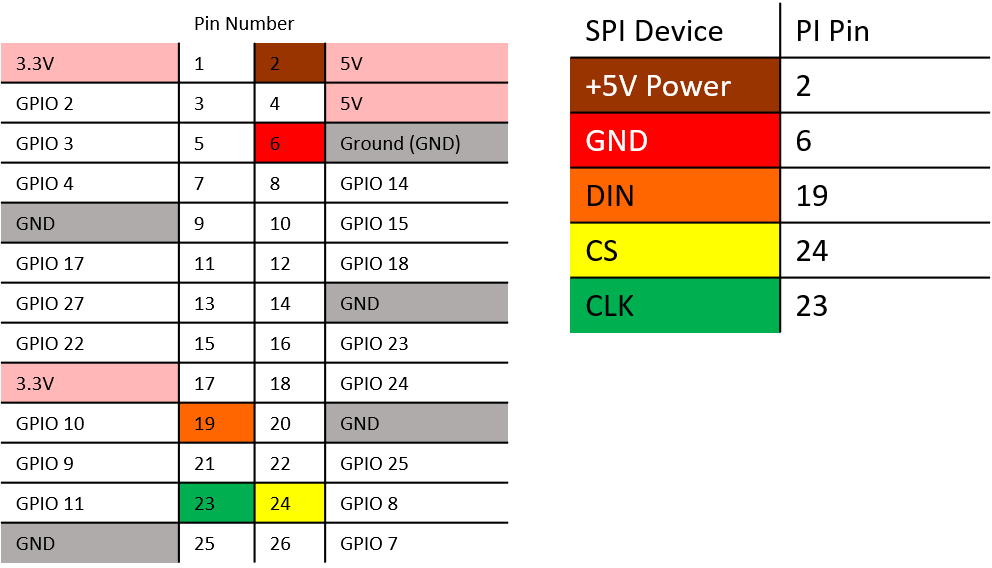 Pin Number
3.3V 1 2 5V
GPIO 2 3 4 5V
GPIO 3 5 6 Ground (GND)
GPIO 4 7 8 GPIO 14
GND 9 10 GPIO 15
GPIO 17 11 12 GPIO 18
GPIO 27 13 14 GND
GPIO 22 15 16 GPIO 23
3.3V 17 18 GPIO 24
GPIO 10 19 20 GND
GPIO 9 21 22 GPIO 25
GPIO 11 23 24 GPIO 8
GND 25 26 GPIO 7
SPI Device PI Pin
+5V Power 2
GND 6
DIN 19
CS 24
CLK 23